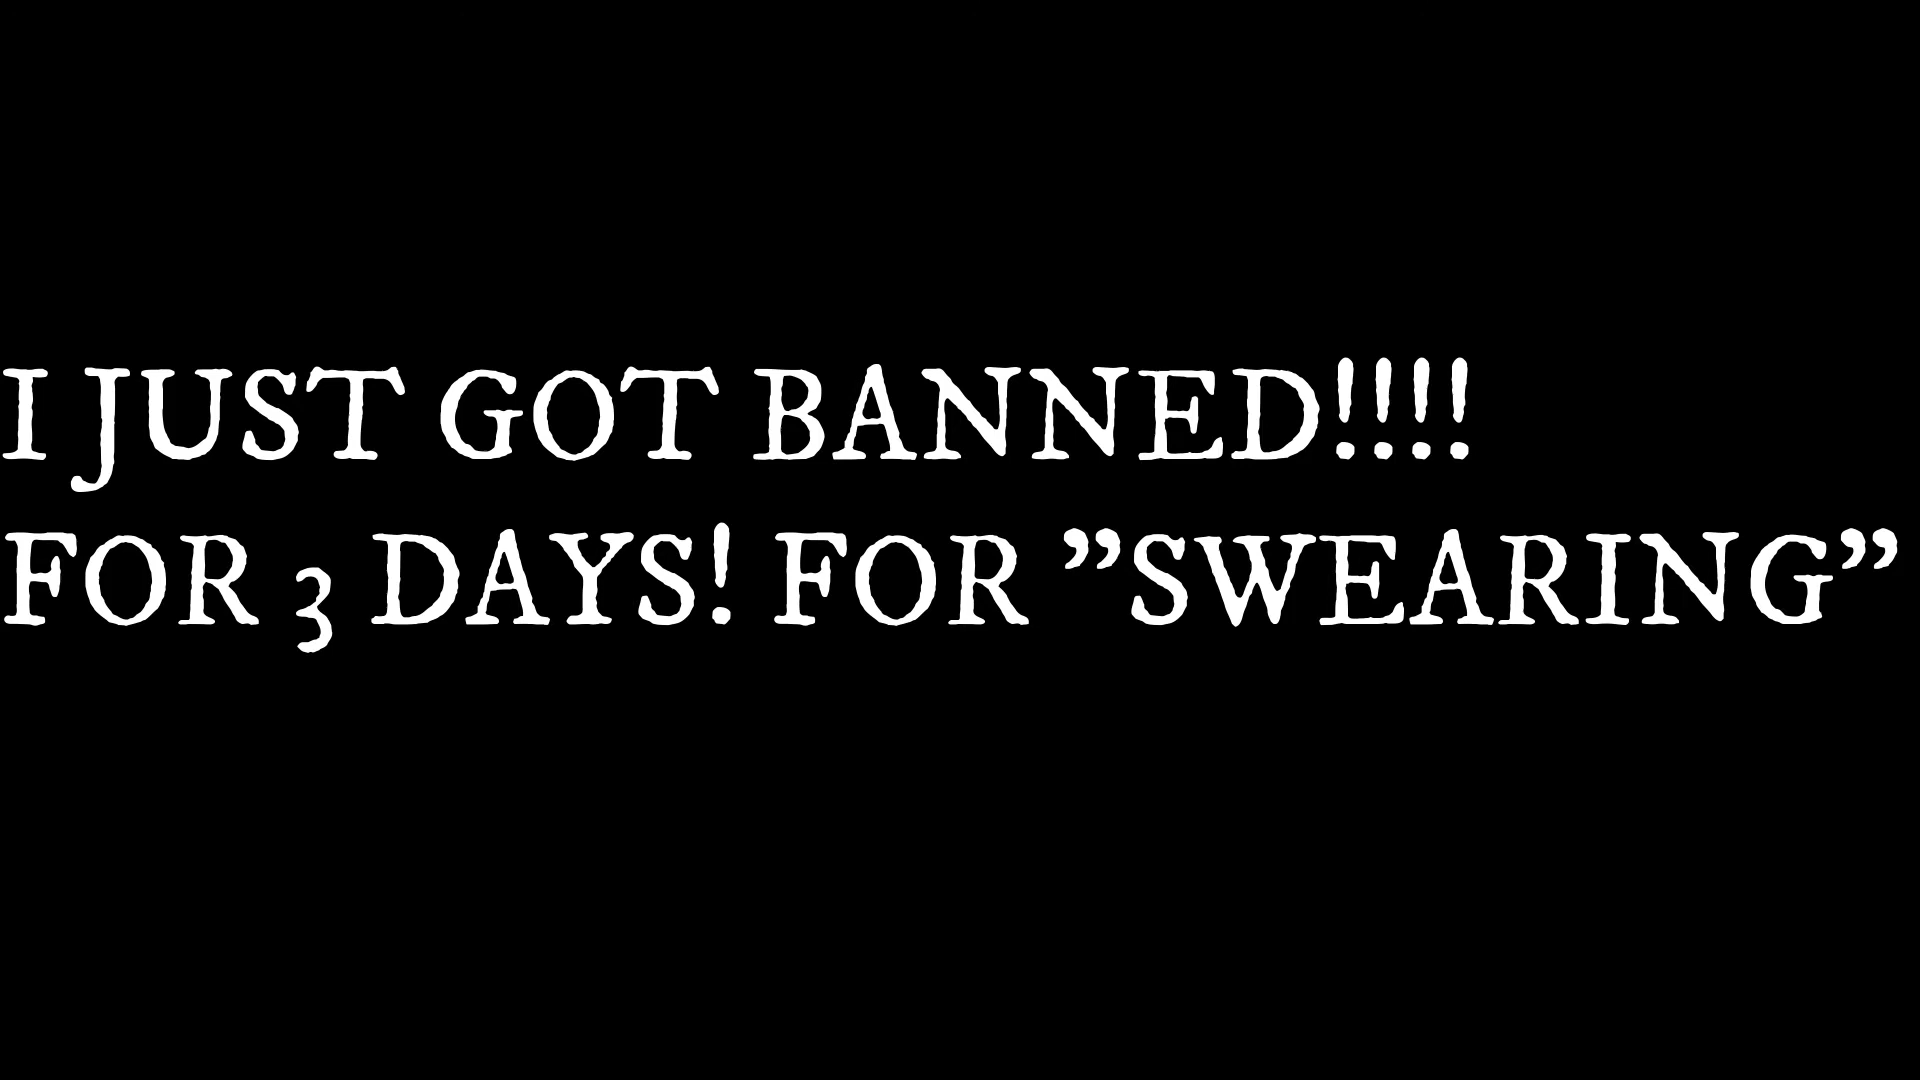 I JUST GOT BANNED!!!!
FOR 3 DAYS! FOR ”SWEARING”